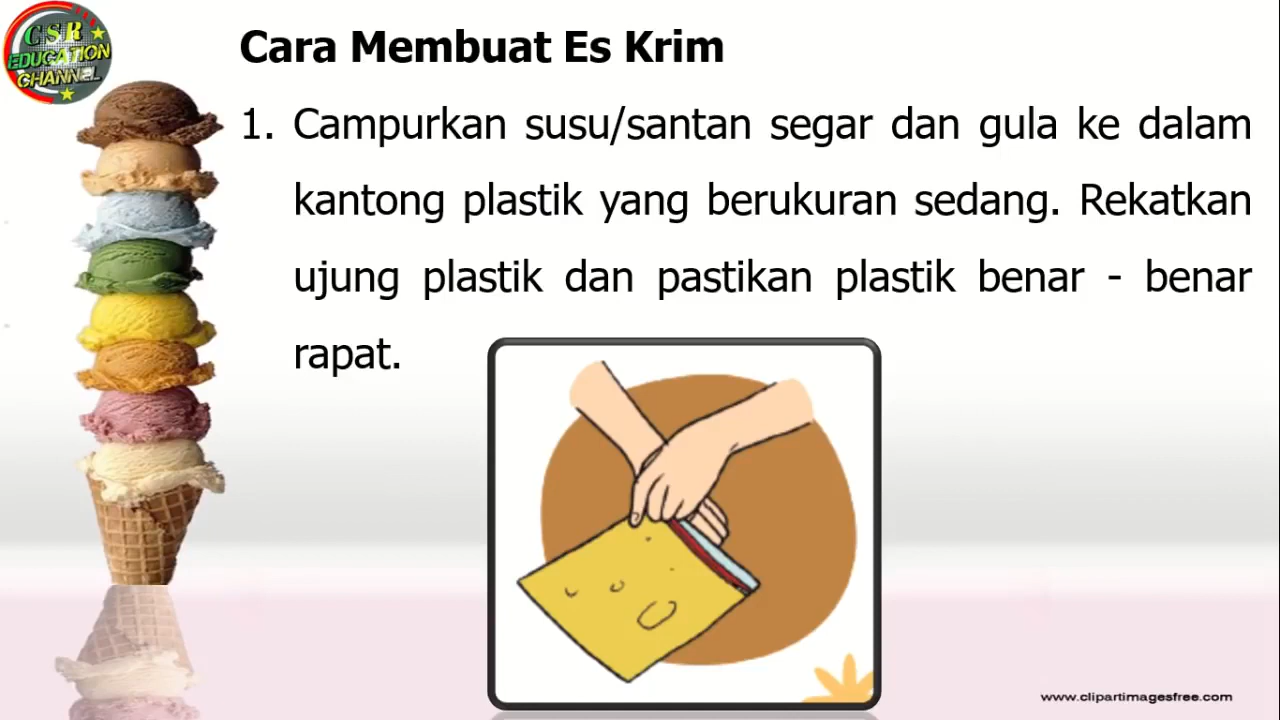 CSR
EDUCATION
CHANNEL
Cara Membuat Es Krim
1. Campurkan susu/santan segar dan gula ke dalam
kantong plastik yang berukuran sedang. Rekatkan
ujung plastik dan pastikan plastik benar - benar
rapat.
www.clipartimagesfree.com